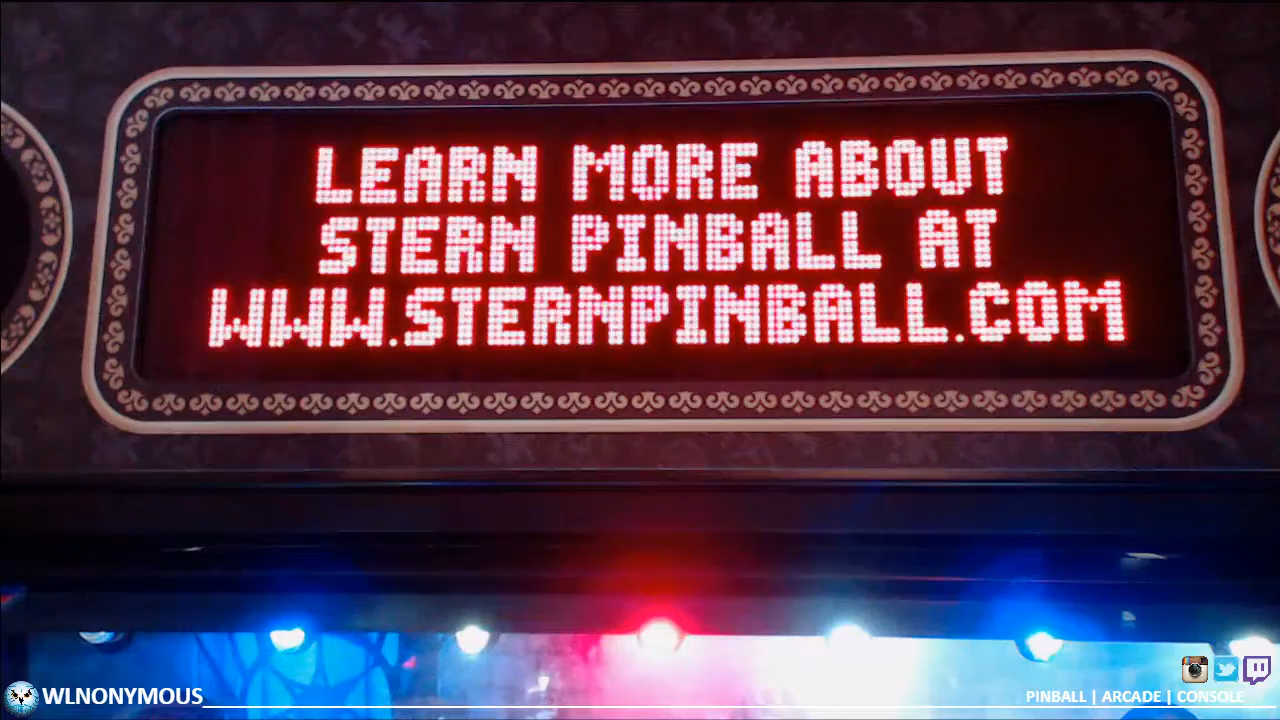 LEARN MORE ABOUT
STERN PINBALL AT
WWW.STERNPINBALL.COM
WLNONYMOUS
PINBALL | ARCADE | CONSOLE